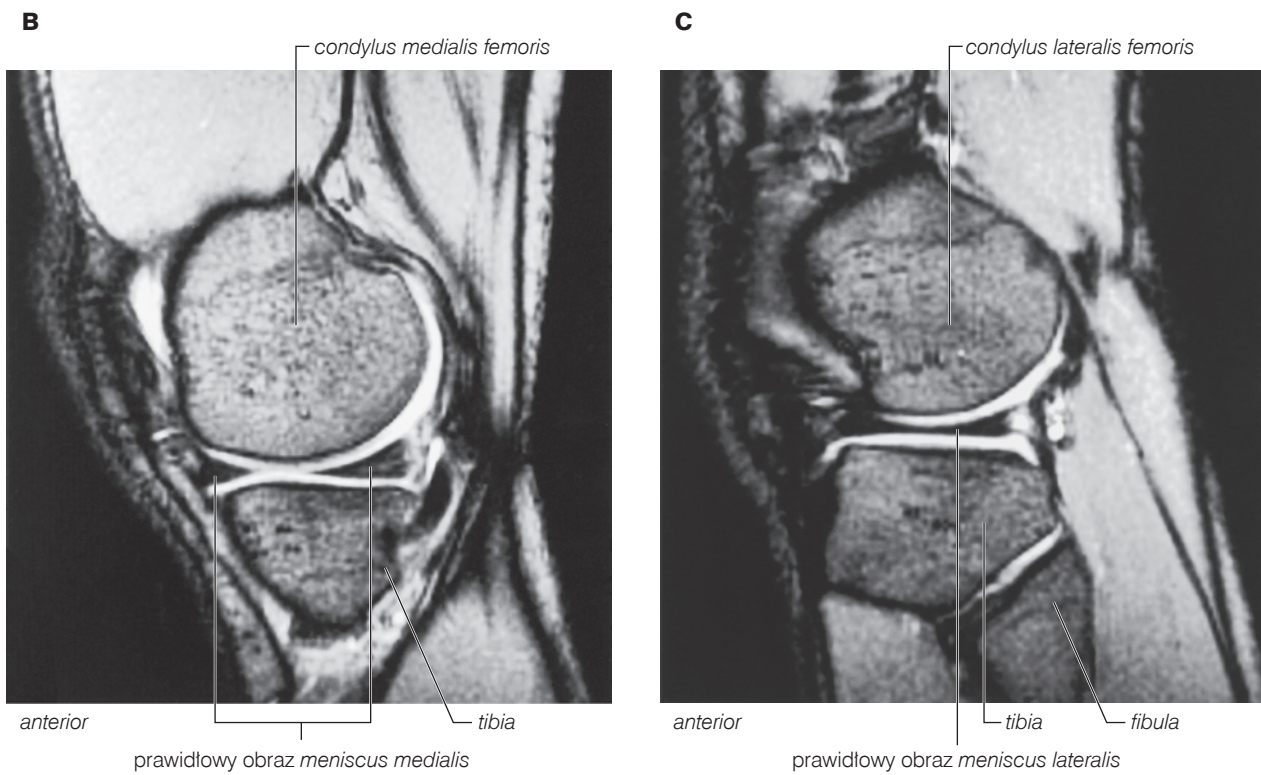 B
condylus medialis femoris
anterior
tibia
prawidłowy obraz meniscus medialis
C
condylus lateralis femoris
anterior
tibia
fibula
prawidłowy obraz meniscus lateralis